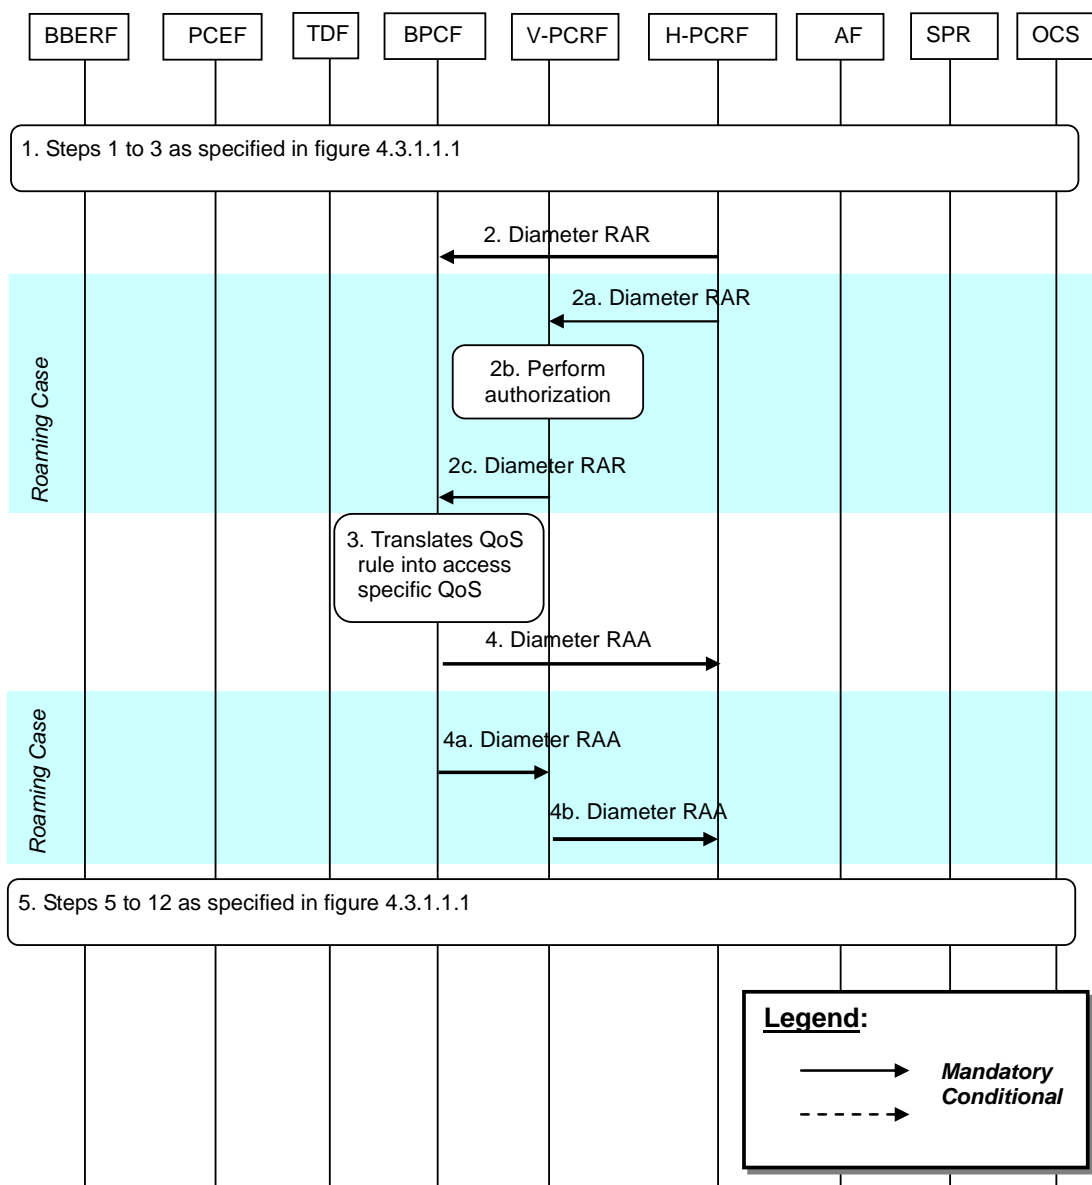 BBERF PCEF TDF BPCF V-PCRF H-PCRF AF SPR OCS
1. Steps 1 to 3 as specified in figure 4.3.1.1.1
2. Diameter RAR
Roaming Case
2a. Diameter RAR
2b. Perform
authorization
2c. Diameter RAR
3. Translates QoS
rule into access
specific QoS
4. Diameter RAA
Roaming Case
4a. Diameter RAA
4b. Diameter RAA
5. Steps 5 to 12 as specified in figure 4.3.1.1.1
Legend:
Mandatory
Conditional